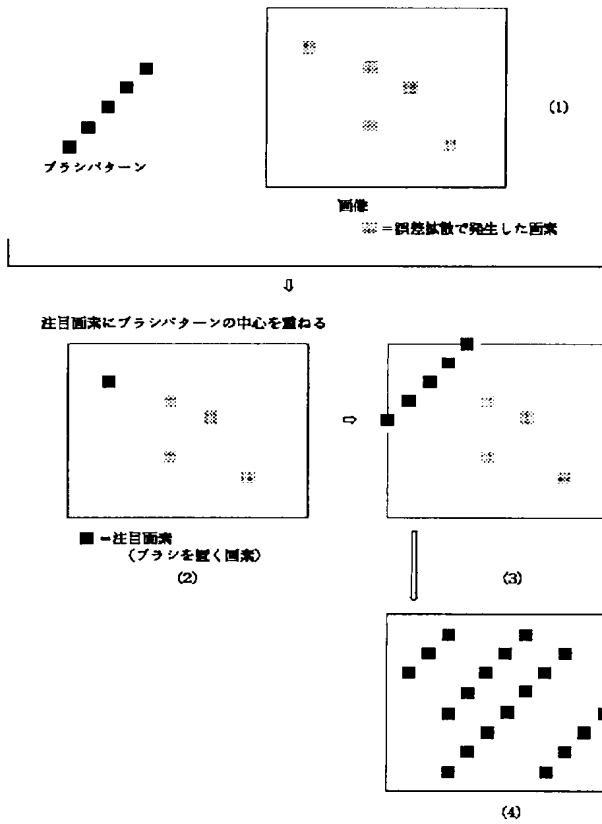 (1)
ブラシパターン
画像
=誤差拡散で発生した画素
注目画素にブラシパターンの中心を重ねる
=注目画素
(ブラシを置く画素)
(2)
(3)
(4)